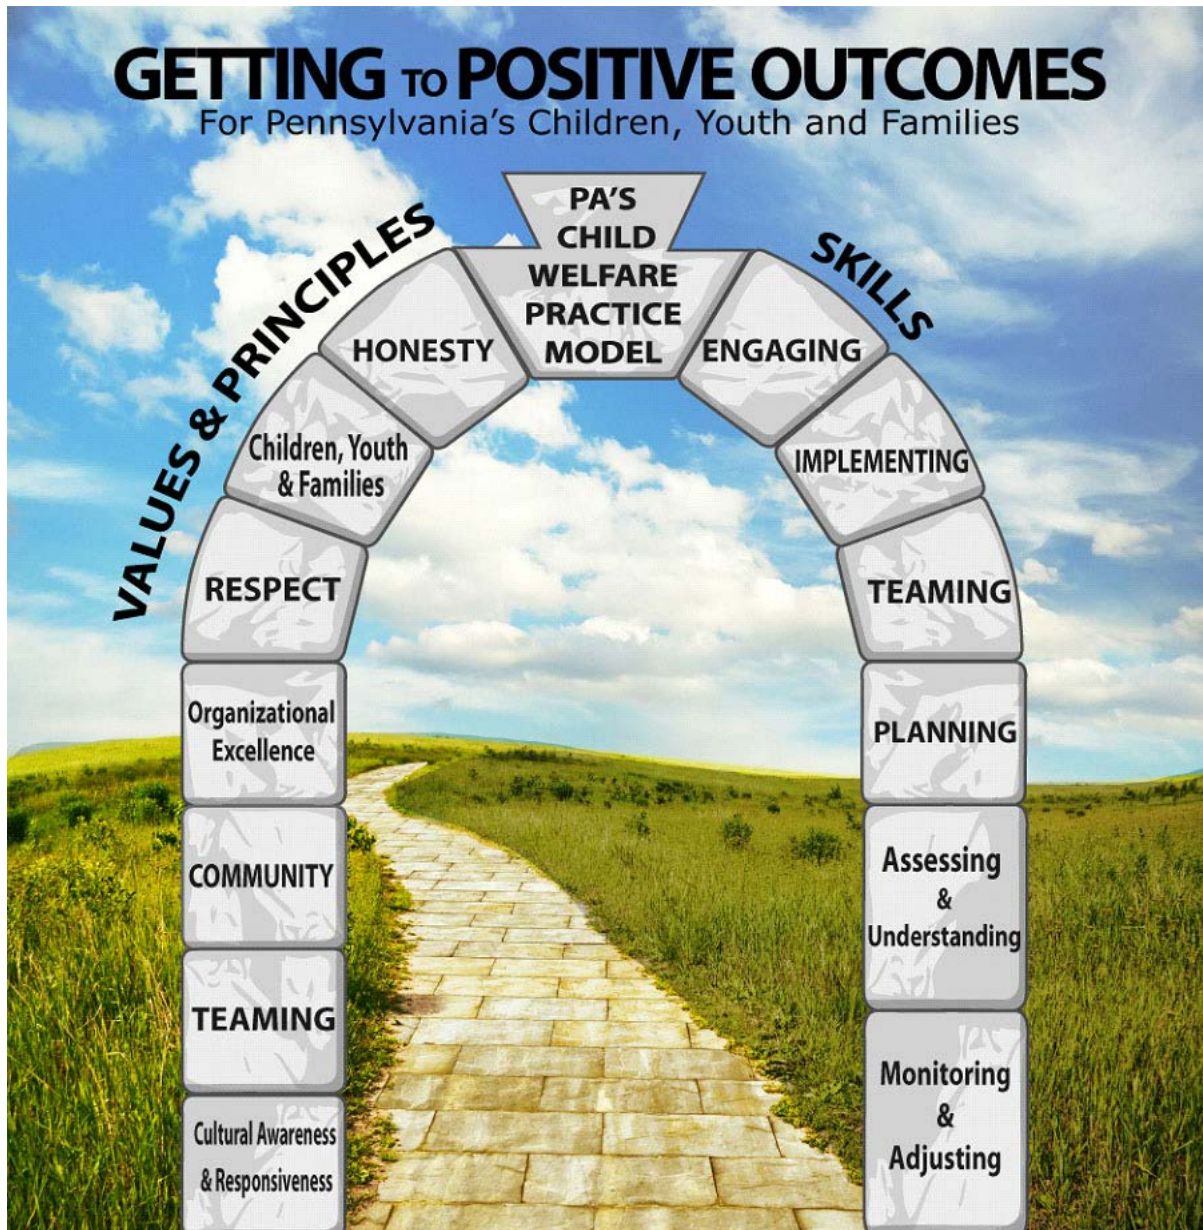 GETTING TO POSITIVE OUTCOMES
For Pennsylvania's Children, Youth and Families
VALUES & PRINCIPLES
SKILLS
PA'S
CHILD
WELFARE
PRACTICE
MODEL
HONESTY
Children, Youth
& Families
RESPECT
Organizational
Excellence
COMMUNITY
TEAMING
Cultural Awareness
& Responsiveness
ENGAGING
IMPLEMENTING
TEAMING
PLANNING
Assessing
&
Understanding
Monitoring
&
Adjusting